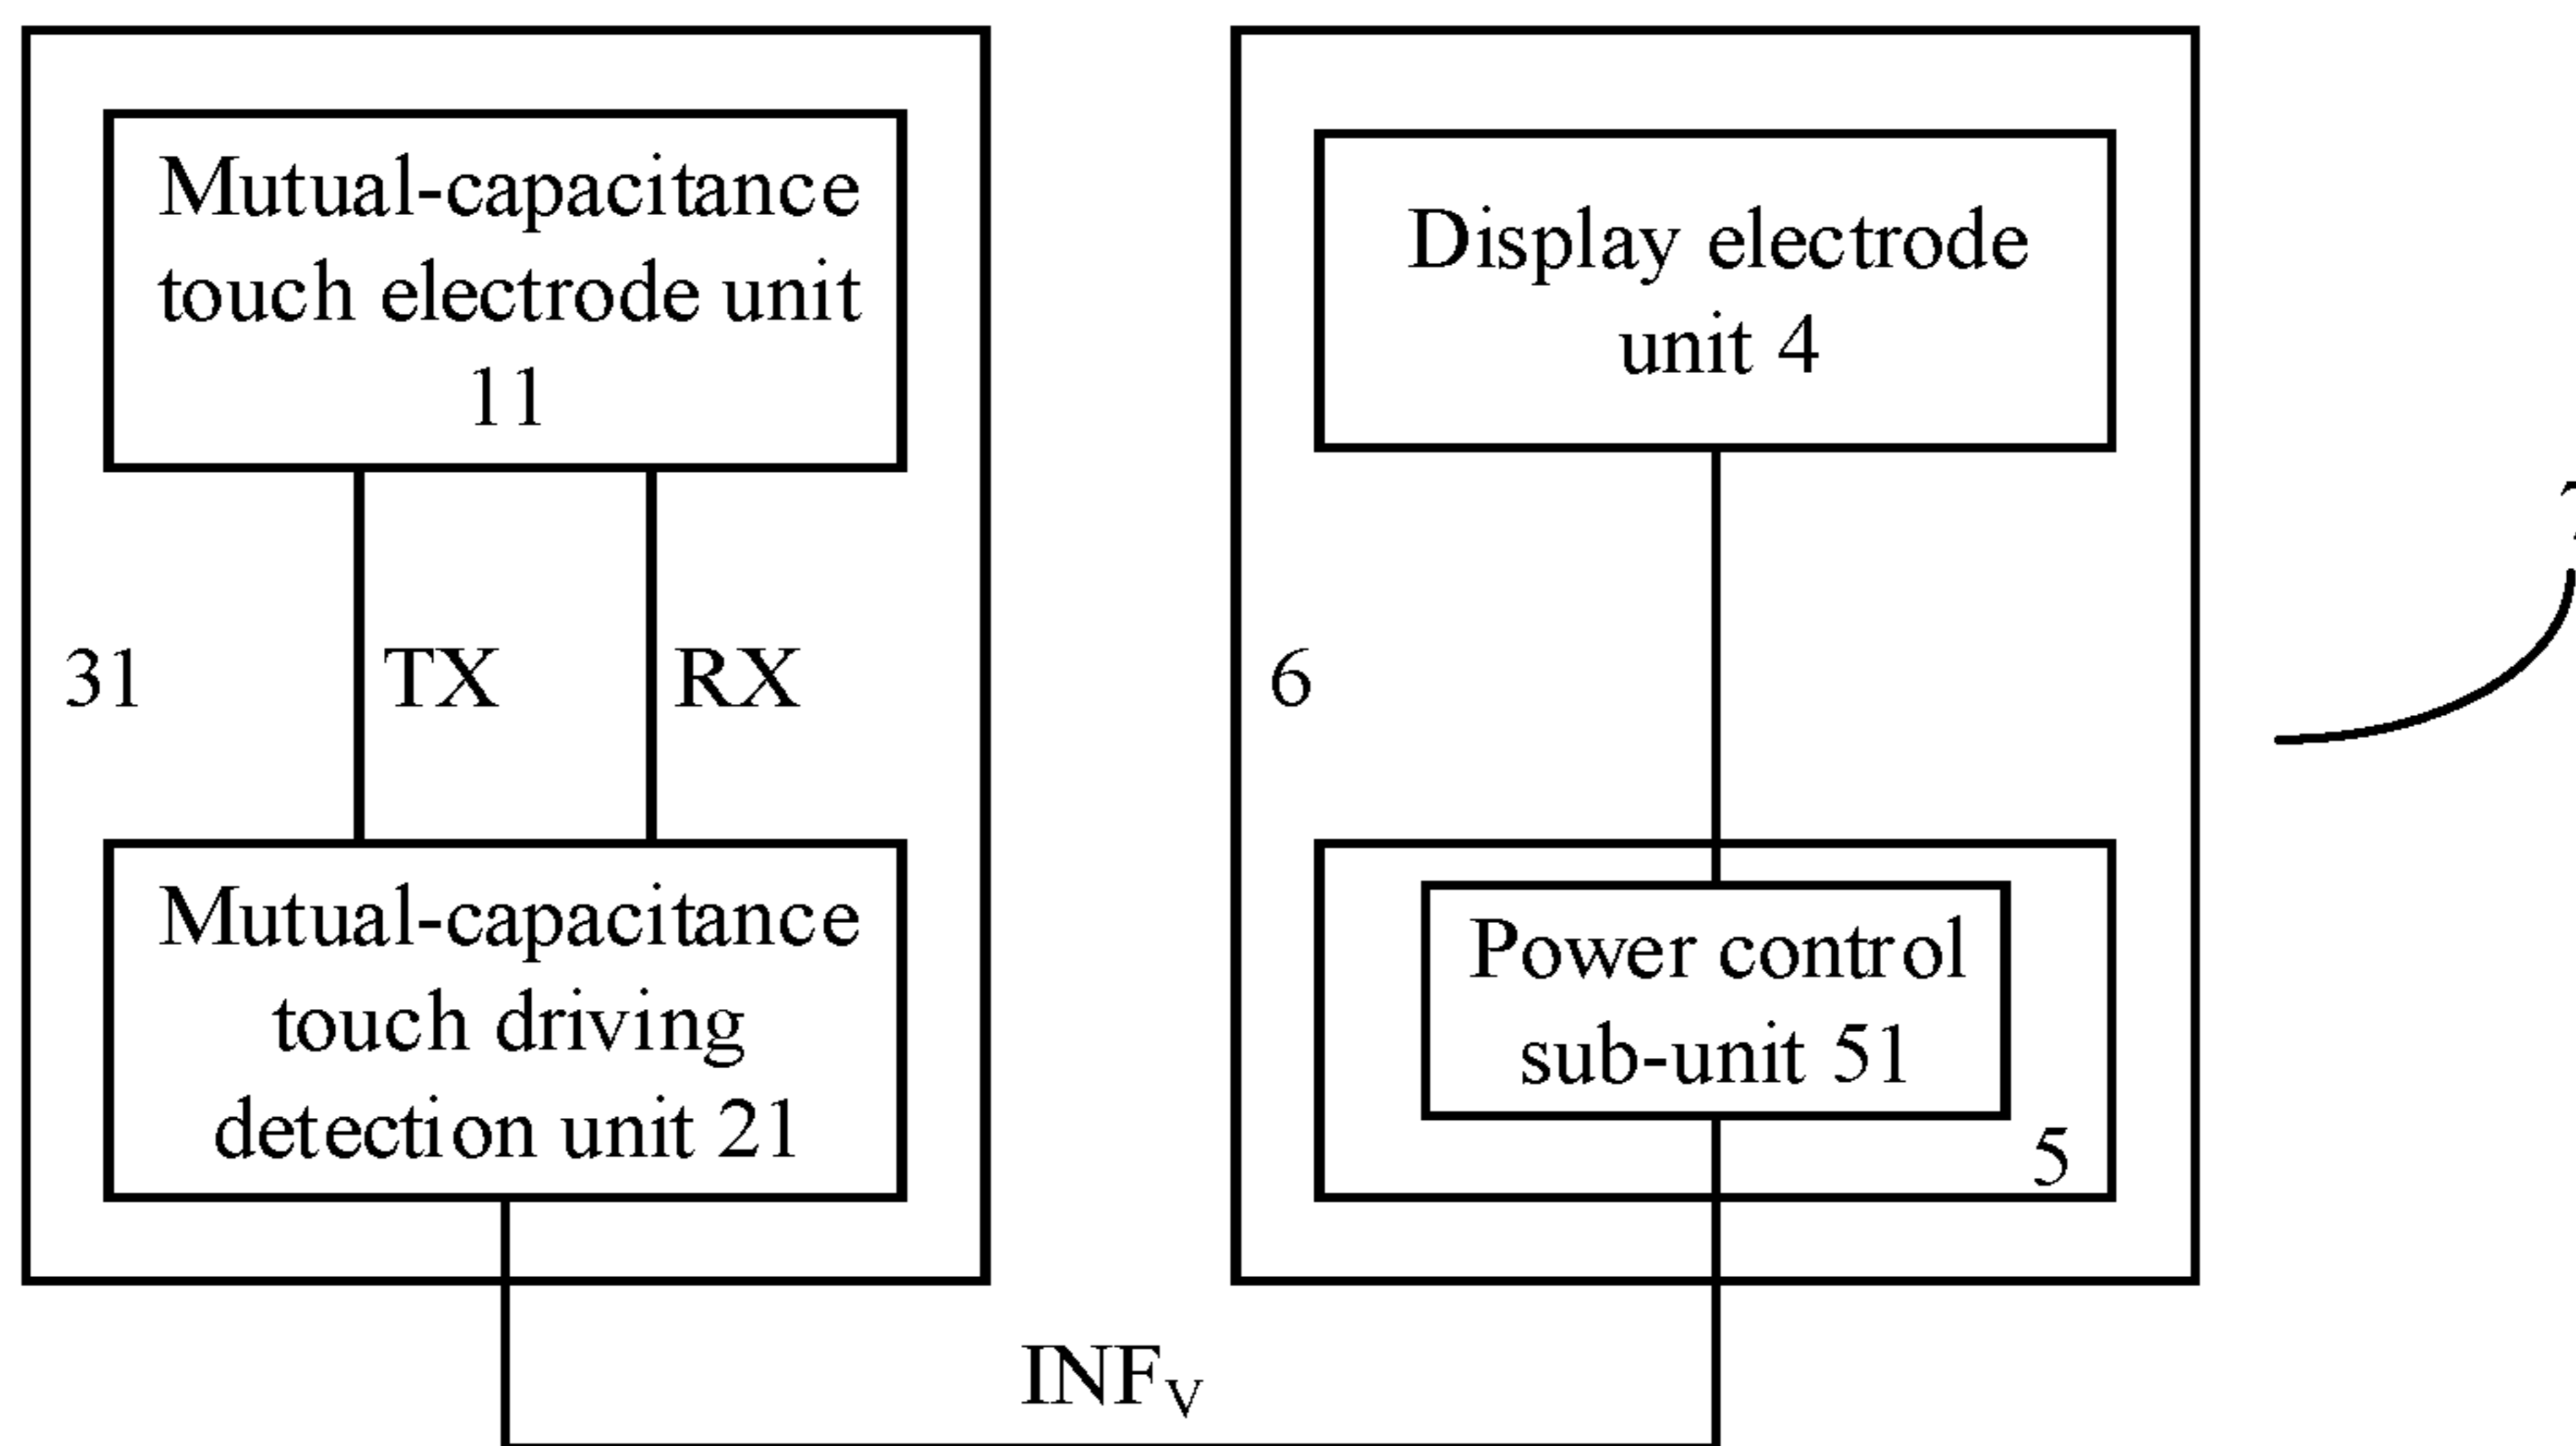 Mutual-capacitance
touch electrode unit
11
31
TX
RX
Mutual-capacitance
touch driving
detection unit 21
Display electrode
unit 4
6
Power control
sub-unit 51
5
INFV